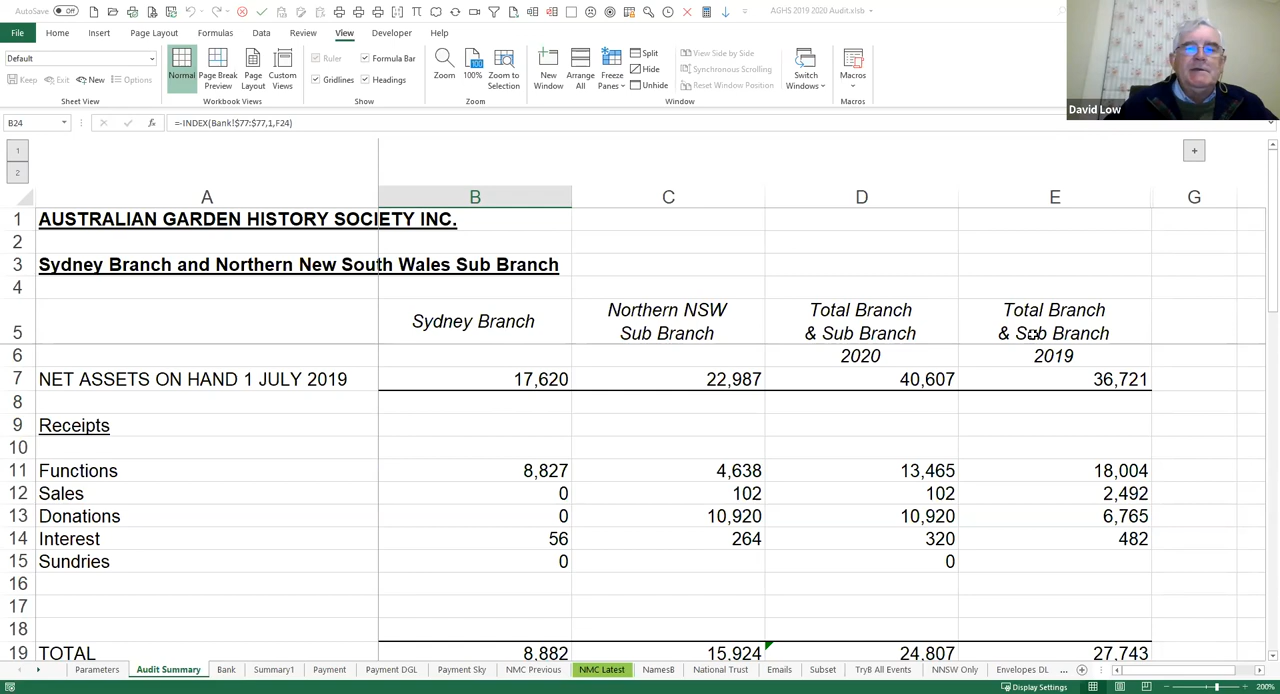 AutoSave Off
AGHS 2019 2020 Audit.xlsb
File Home Insert Page Layout Formulas Data Review View Developer Help
Default
Keep Exit New Options
Sheet View
Normal
Page Break Preview
Page Layout
Custom Views
Workbook Views
Ruler Formula Bar
Gridlines Headings
Show
Zoom
100%
Zoom to Selection
Zoom
New Window
Arrange All
Freeze Panes
Split
Hide
Unhide
View Side by Side
Synchronous Scrolling
Reset Window Position
Window
Switch Windows
Macros
Macros
David Low
B24 fx =-INDEX(Bank!$77:$77,1,F24)
1
2
A B C D E G
1 AUSTRALIAN GARDEN HISTORY SOCIETY INC.
2
3 Sydney Branch and Northern New South Wales Sub Branch
4
Northern NSW Total Branch Total Branch
5 Sydney Branch Sub Branch & Sub Branch & Sub Branch
6 2020 2019
7 NET ASSETS ON HAND 1 JULY 2019 17,620 22,987 40,607 36,721
8
9 Receipts
10
11 Functions 8,827 4,638 13,465 18,004
12 Sales 0 102 102 2,492
13 Donations 0 10,920 10,920 6,765
14 Interest 56 264 320 482
15 Sundries 0 0
16
17
18
19 TOTAL 8,882 15,924 24,807 27,743
Parameters Audit Summary Bank Summary1 Payment Payment DGL Payment Sky NMC Previous NMC Latest NamesB National Trust Emails Subset TryB All Events NNSW Only Envelopes DL ...
Display Settings 200%